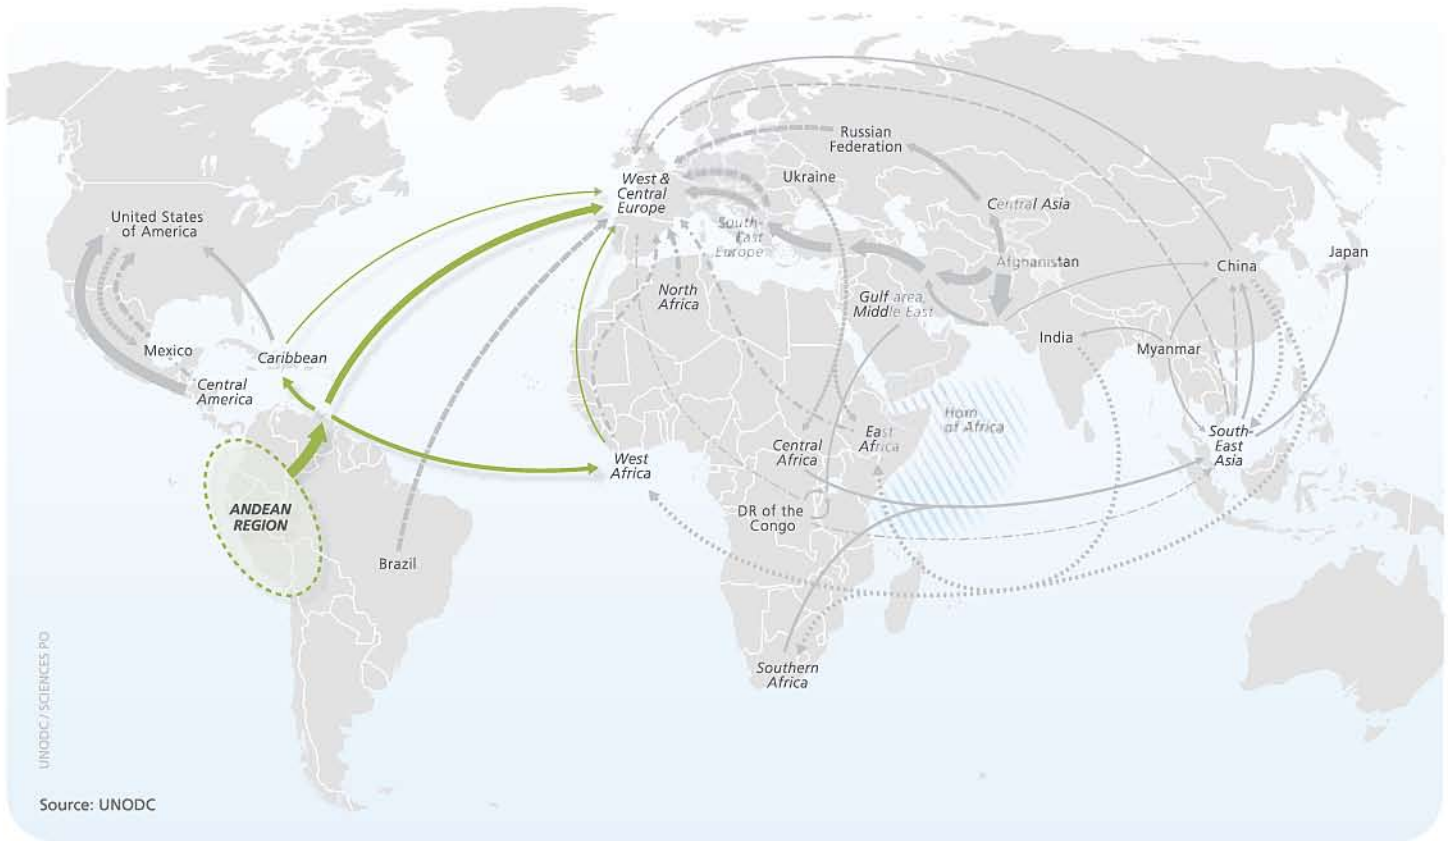 Russian
Federation
West &
Central
Europe
Ukraine
United States
of America
South-
East
Europe
Central Asia
Afghanistan
China
Japan
North
Africa
Gulf area,
Middle East
India
Myanmar
Mexico
Caribbean
Central
America
Horn
of Africa
East
Africa
Central
Africa
West
Africa
South-
East
Asia
ANDEAN
REGION
DR of the
Congo
Brazil
Southern
Africa
UNODC / SCIENCES PO
Source: UNODC